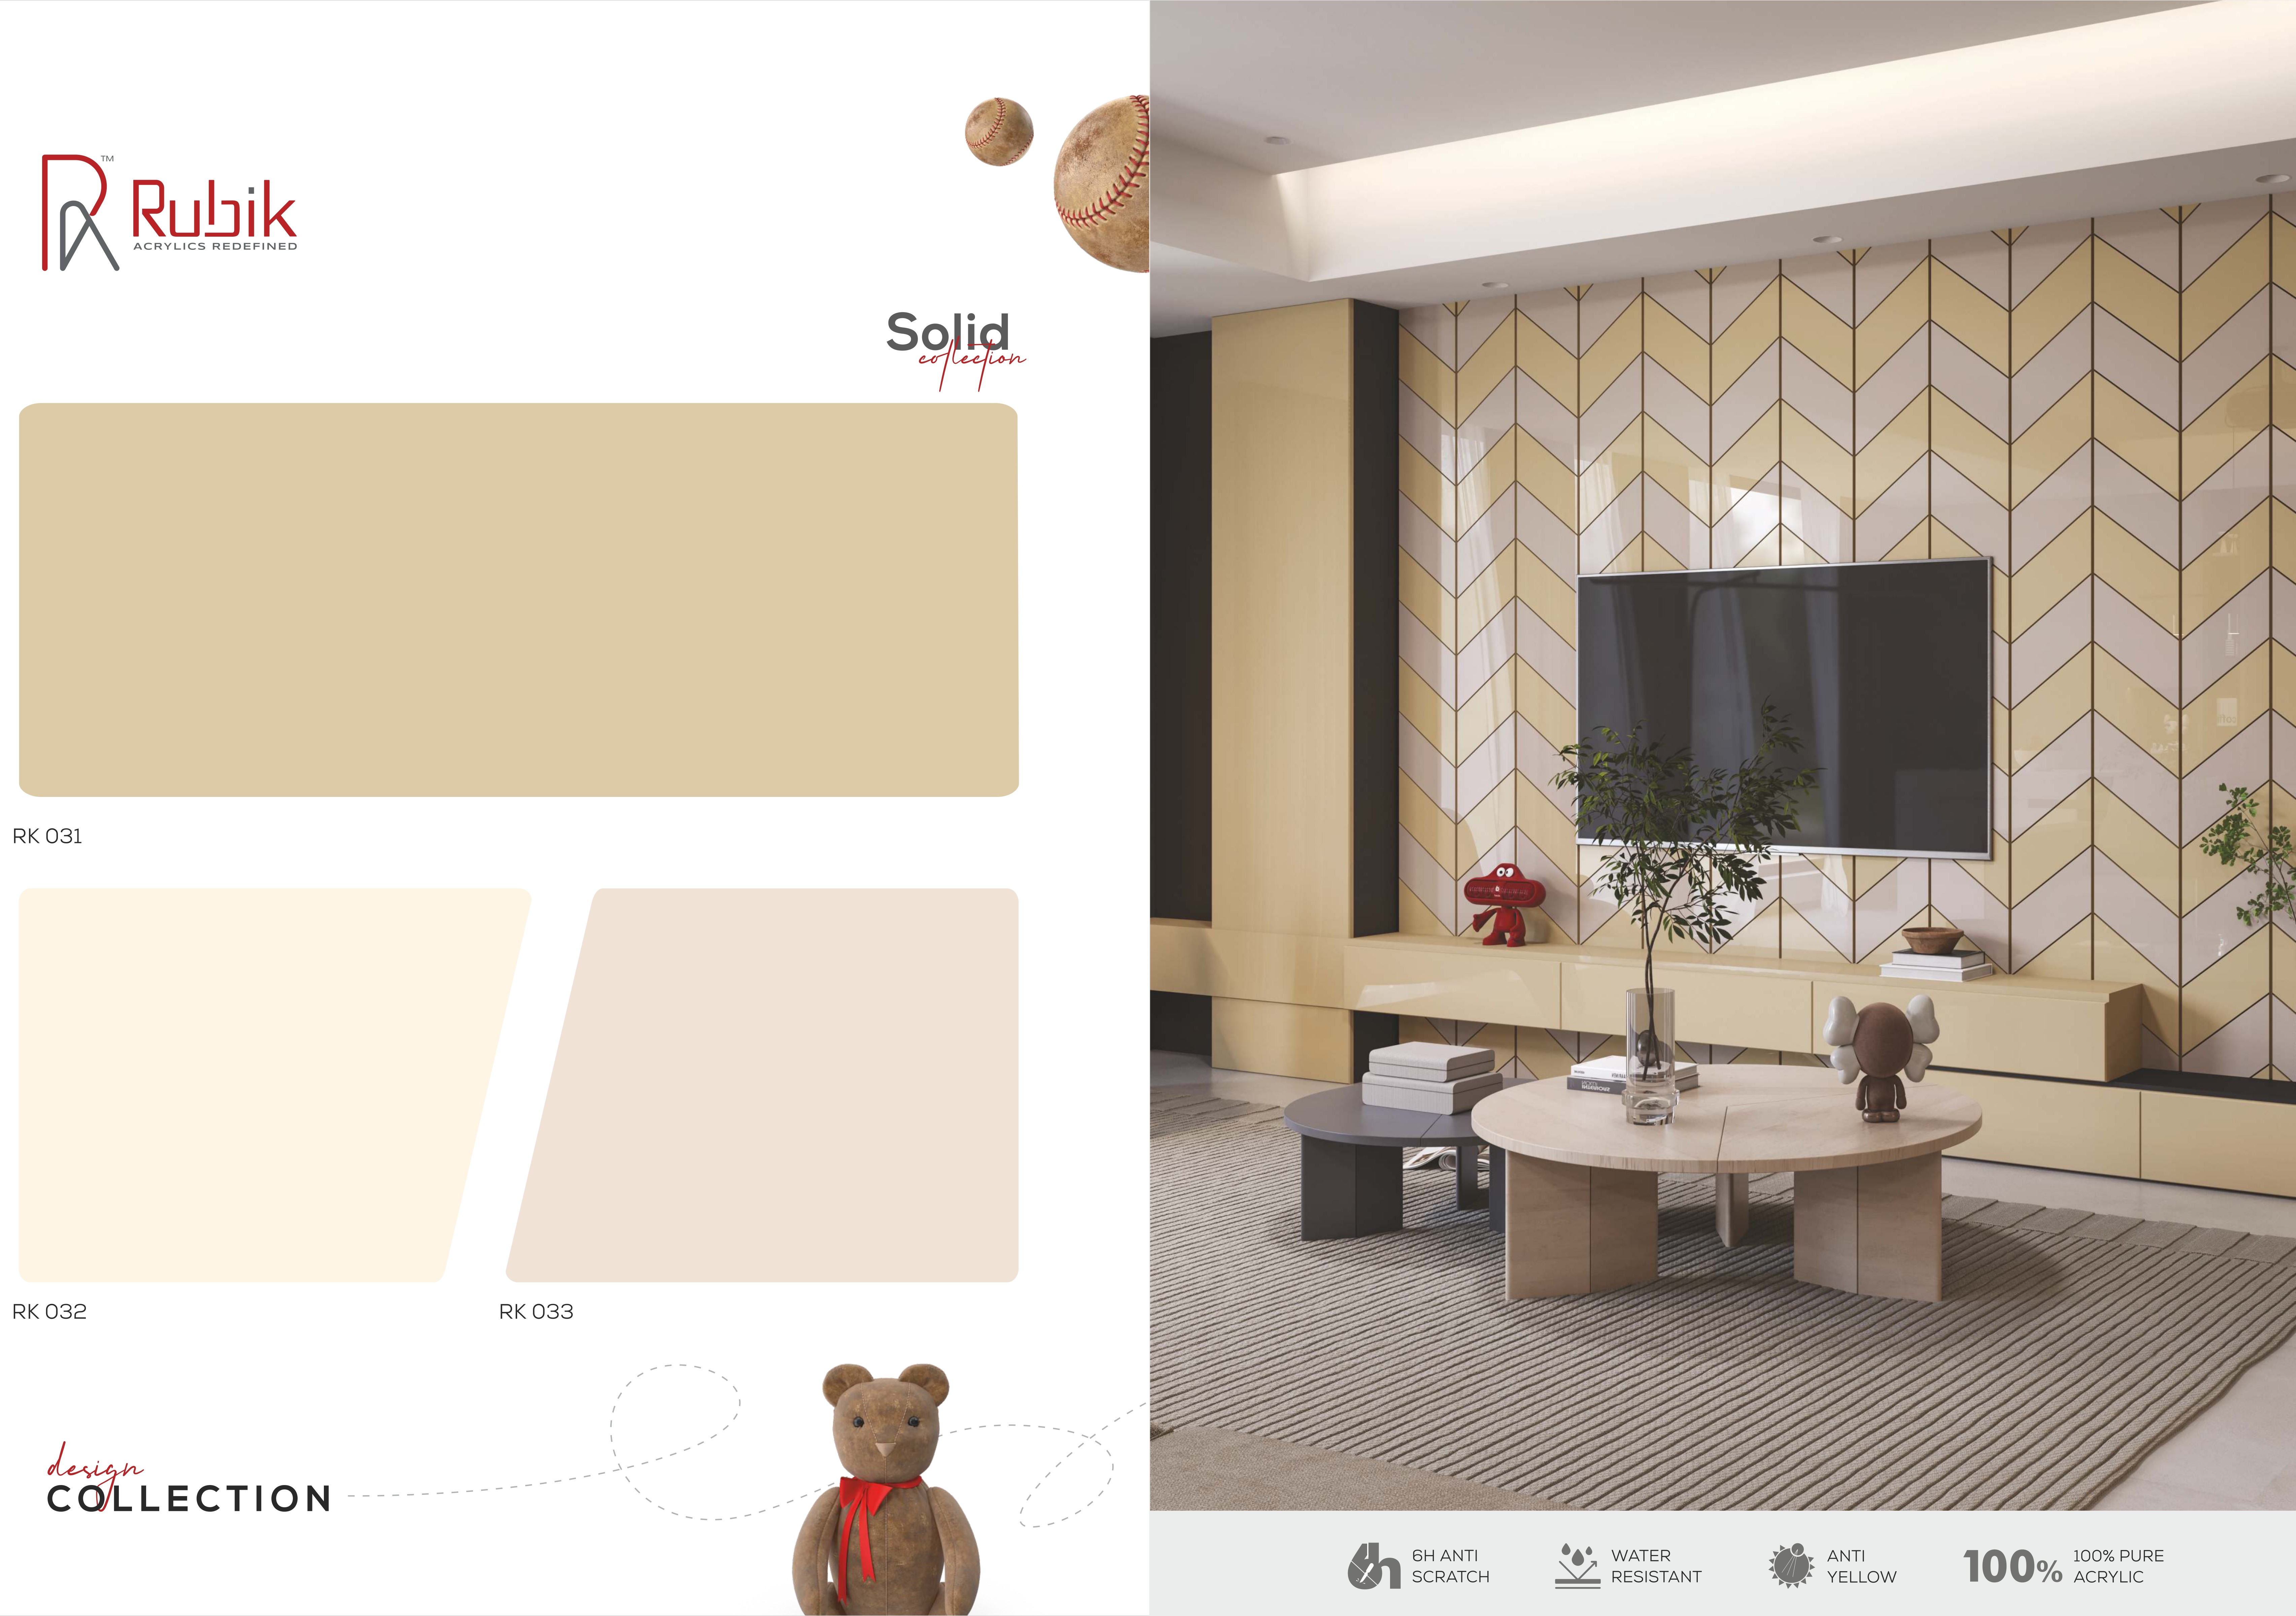 TM
Rubik
ACRYLICS REDEFINED
Solid
collection
RK 031
RK 032
RK 033
design
COLLECTION
6H ANTI
SCRATCH
WATER
RESISTANT
ANTI
YELLOW
100%
100% PURE
ACRYLIC